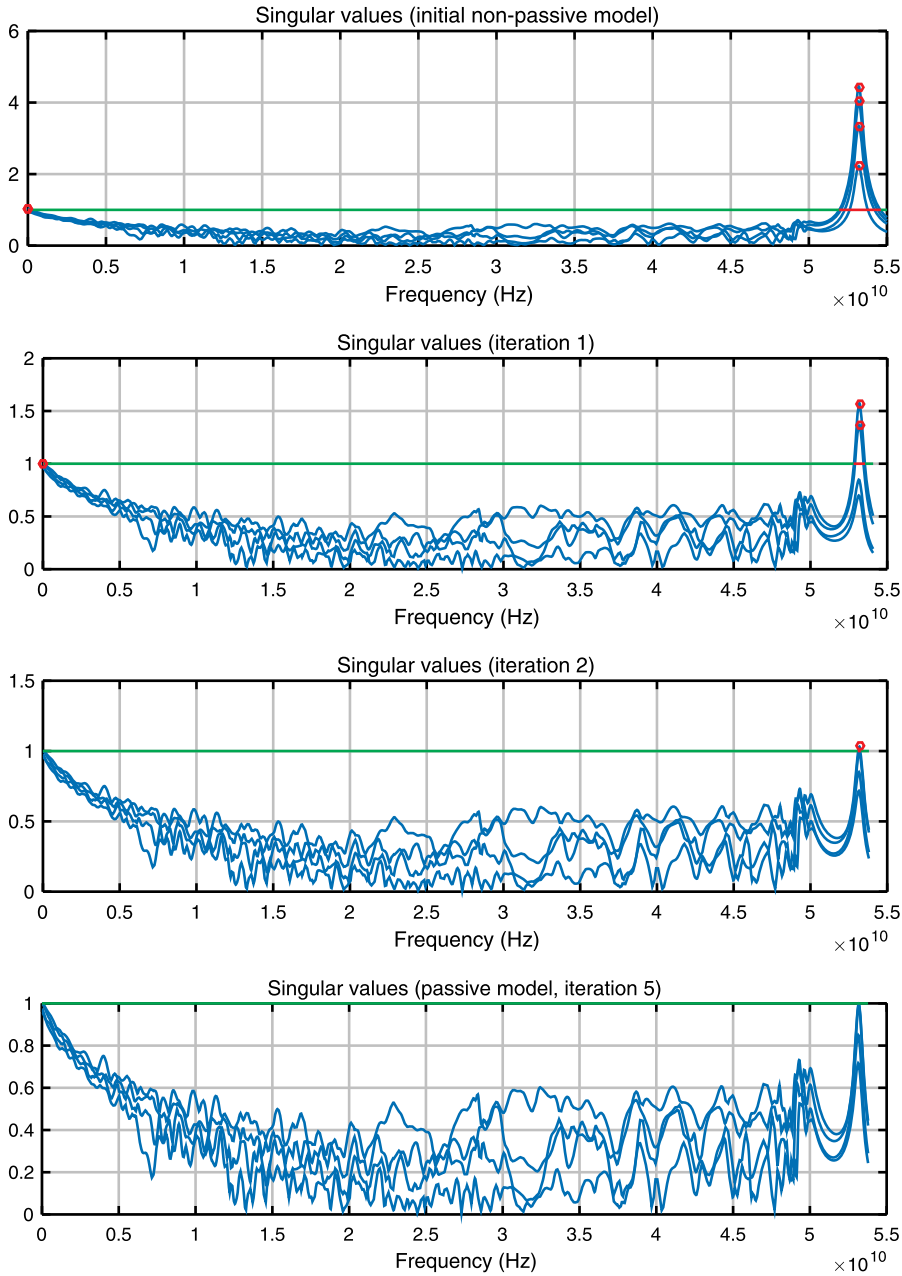 Singular values (initial non-passive model)
6
4
2
0
0 0.5 1 1.5 2 2.5 3 3.5 4 4.5 5 5.5
Frequency (Hz)
×10^10
Singular values (iteration 1)
2
1.5
1
0.5
0
0 0.5 1 1.5 2 2.5 3 3.5 4 4.5 5 5.5
Frequency (Hz)
×10^10
Singular values (iteration 2)
1.5
1
0.5
0
0 0.5 1 1.5 2 2.5 3 3.5 4 4.5 5 5.5
Frequency (Hz)
×10^10
Singular values (passive model, iteration 5)
1
0.8
0.6
0.4
0.2
0
0 0.5 1 1.5 2 2.5 3 3.5 4 4.5 5 5.5
Frequency (Hz)
×10^10